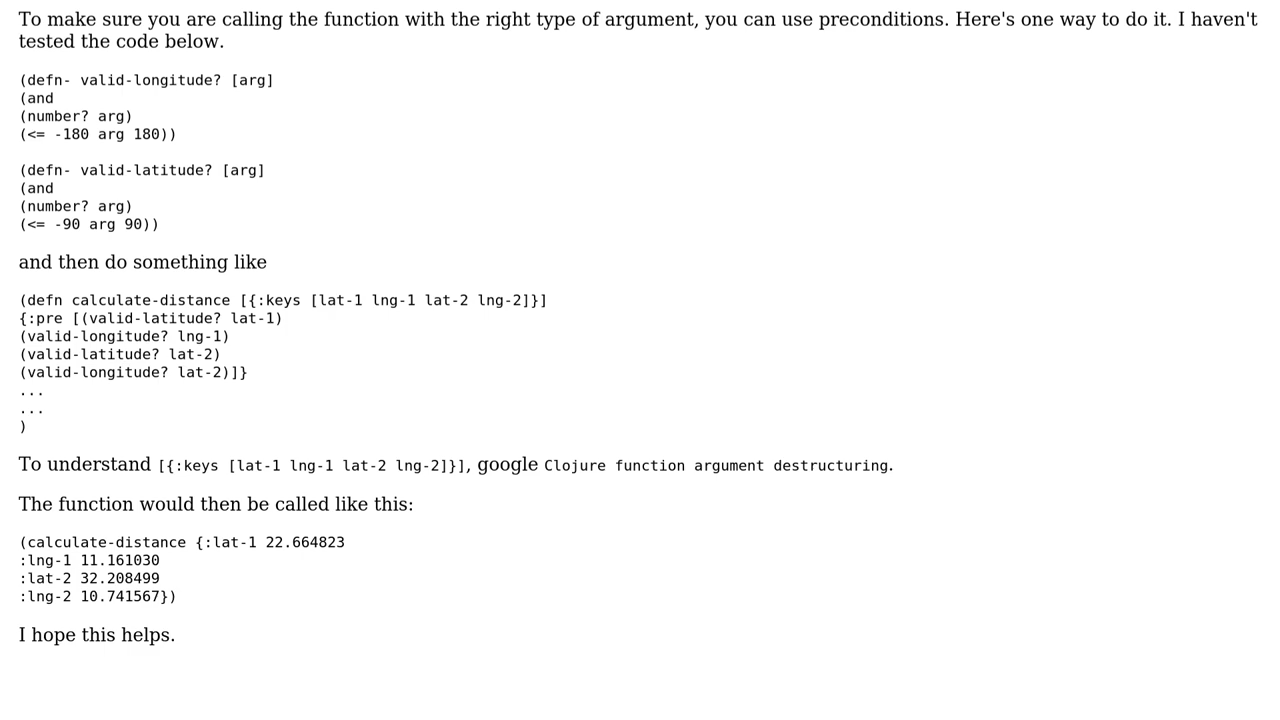 To make sure you are calling the function with the right type of argument, you can use preconditions. Here's one way to do it. I haven't
tested the code below.
(defn- valid-longitude? [arg]
(and
(number? arg)
(<= -180 arg 180))
(defn- valid-latitude? [arg]
(and
(number? arg)
(<= -90 arg 90))
and then do something like
(defn calculate-distance [{:keys [lat-1 lng-1 lat-2 lng-2]}]
{:pre [(valid-latitude? lat-1)
(valid-longitude? lng-1)
(valid-latitude? lat-2)
(valid-longitude? lat-2)]}
...
...
)
To understand [{:keys [lat-1 lng-1 lat-2 lng-2]}], google Clojure function argument destructuring.
The function would then be called like this:
(calculate-distance {:lat-1 22.664823
:lng-1 11.161030
:lat-2 32.208499
:lng-2 10.741567})
I hope this helps.